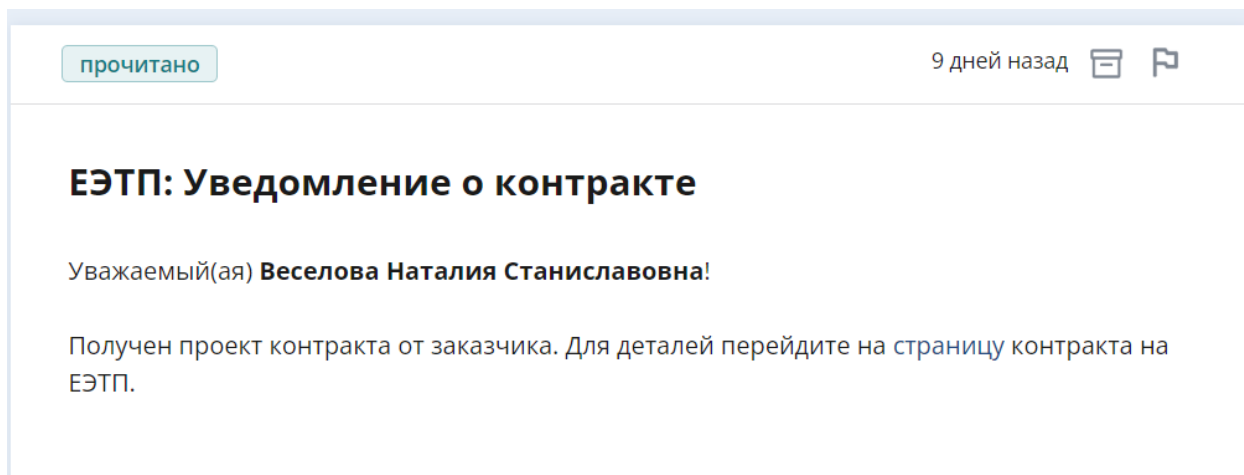 прочитано
9 дней назад
ЕЭТП: Уведомление о контракте
Уважаемый(ая) Веселова Наталия Станиславовна!
Получен проект контракта от заказчика. Для деталей перейдите на страницу контракта на
ЕЭТП.